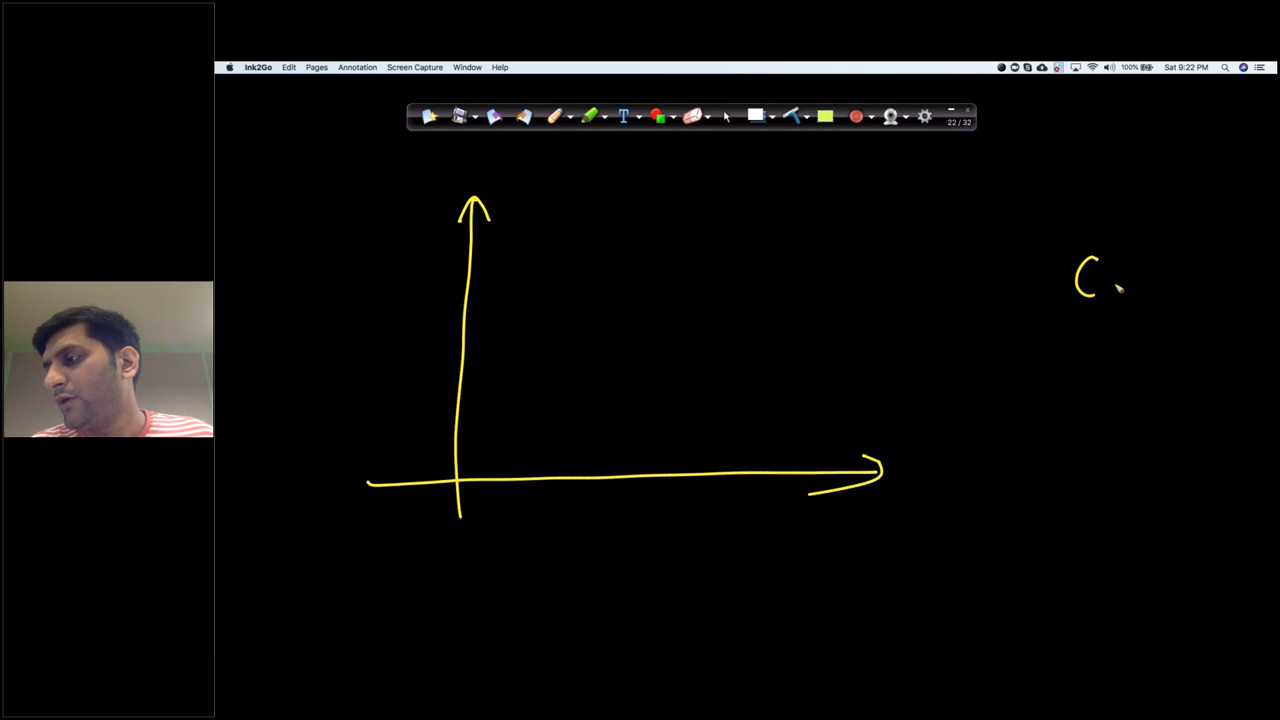 Ink2Go Edit Pages Annotation Screen Capture Window Help 100% Sat 9:22 PM
T 22 / 32
C